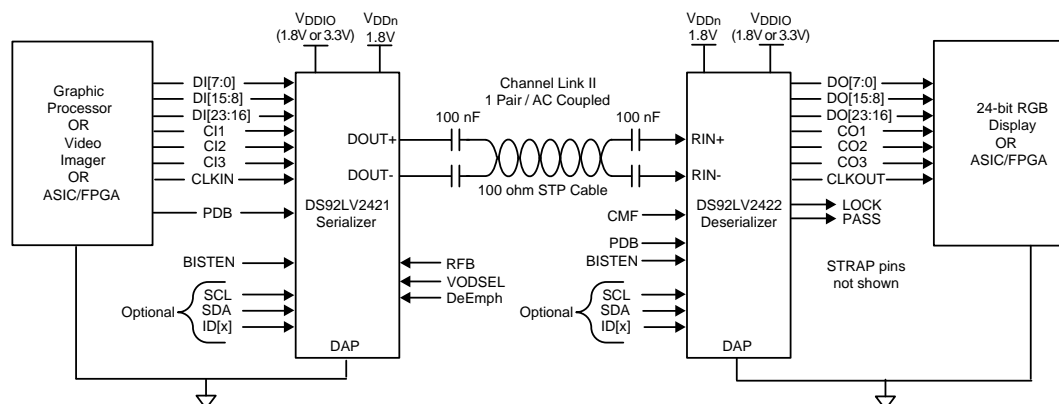 VDDIO
(1.8V or 3.3V)
VDDn
1.8V
VDDn
1.8V
VDDIO
(1.8V or 3.3V)
Graphic
Processor
OR
Video
Imager
OR
ASIC/FPGA
DI[7:0]
DI[15:8]
DI[23:16]
CI1
CI2
CI3
CLKIN
PDB
BISTEN
Optional
SCL
SDA
ID[x]
DOUT+
DOUT-
DS92LV2421
Serializer
DAP
RFB
VODSEL
DeEmph
Channel Link II
1 Pair / AC Coupled
100 nF
100 nF
100 ohm STP Cable
CMF
PDB
BISTEN
Optional
SCL
SDA
ID[x]
RIN+
RIN-
DS92LV2422
Deserializer
DAP
DO[7:0]
DO[15:8]
DO[23:16]
CO1
CO2
CO3
CLKOUT
LOCK
PASS
STRAP pins
not shown
24-bit RGB
Display
OR
ASIC/FPGA